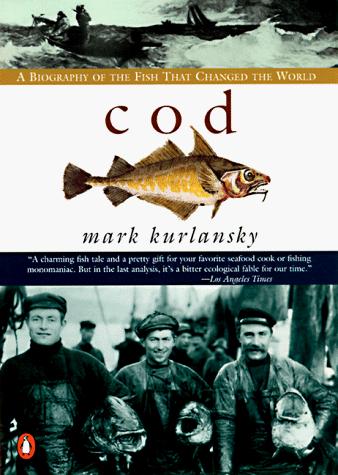 A Biography of the Fish That Changed the World
cod
mark kurlansky
“A charming fish tale and a pretty gift for your favorite seafood cook or fishing
monomaniac. But in the last analysis, it’s a bitter ecological fable for our time.”
—Los Angeles Times